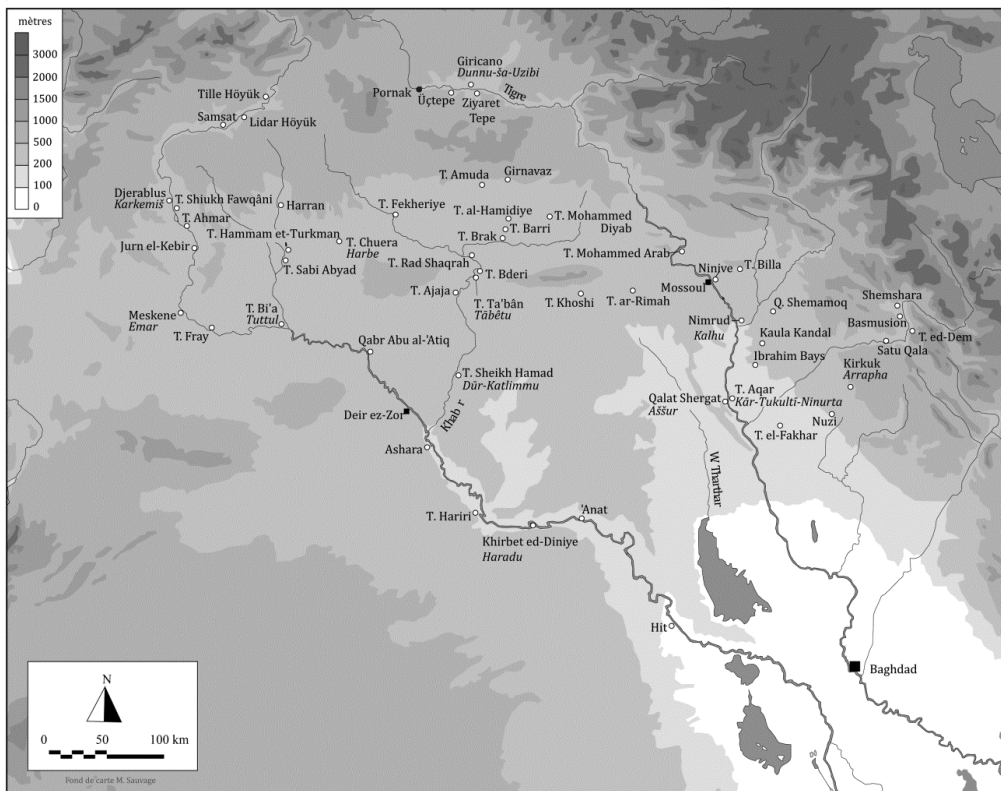 mètres
3000
2000
1500
1000
500
200
100
0
Giricano
Dunnu-ša-Uzibi
Tigre
Pornak
Üçtepe
Ziyaret
Tepe
Tille Höyük
Samsat
Lidar Höyük
T. Amuda
Girnavaz
Djerablus
Karkemiš
T. Shiukh Fawqâni
Harran
T. Fekheriye
T. al-Hamidiye
T. Mohammed
Diyab
T. Ahmar
T. Barri
T. Hammam et-Turkman
T. Chuera
Harbe
T. Brak
Jurn el-Kebir
T. Sabi Abyad
T. Rad Shaqrah
T. Mohammed Arab
T. Bderi
Ninive
T. Billa
Mossoul
T. Ajaja
T. Ta'bân
Tābêtu
T. Khoshi
T. ar-Rimah
Q. Shemamoq
Shemshara
Meskene
Emar
T. Bi'a
Tuttul
Nimrud
Kalhu
Basmusion
T. Fray
T. ed-Dem
Kaula Kandal
Satu Qala
Qabr Abu al-'Atiq
Ibrahim Bays
Kirkuk
Arrapha
T. Sheikh Hamad
Dūr-Katlimmu
T. Aqar
Qalat Shergat
Kār-Tukultī-Ninurta
Aššur
Deir ez-Zor
Khab r
Nuzi
T. el-Fakhar
Ashara
W Tharthar
T. Hariri
'Anat
Khirbet ed-Diniye
Haradu
Hit
Baghdad
N
0 50 100 km
Fond de carte M. Sauvage